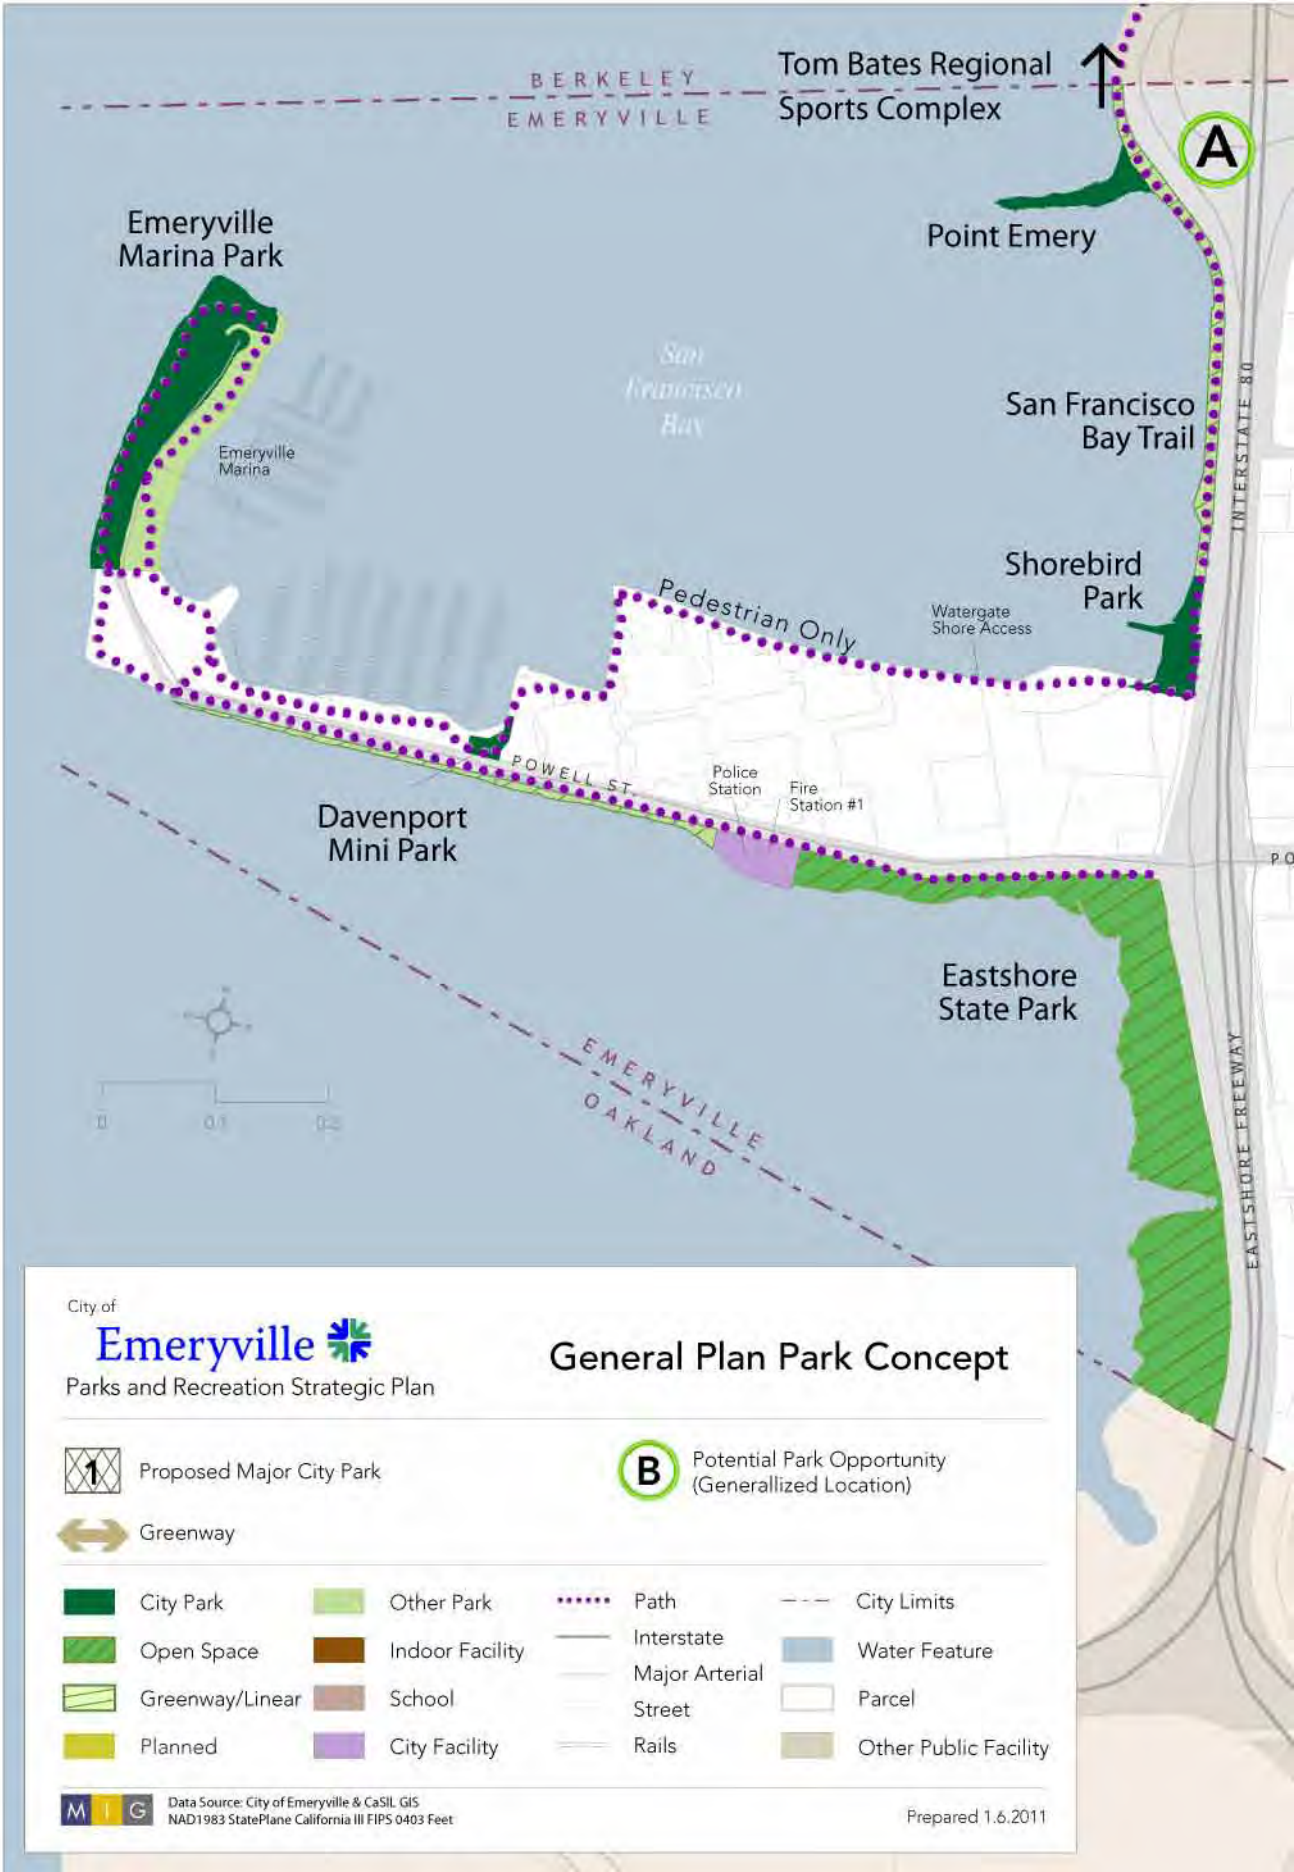 BERKELEY
EMERYVILLE
Tom Bates Regional
Sports Complex
A
Point Emery
Emeryville
Marina Park
San
Francisco
Bay
San Francisco
Bay Trail
INTERSTATE 80
Emeryville
Marina
Shorebird
Park
Pedestrian Only
Watergate
Shore Access
POWELL ST.
Police
Station
Fire
Station #1
PO
Davenport
Mini Park
Eastshore
State Park
EASTSHORE FREEWAY
EMERYVILLE
OAKLAND
0
City of
Emeryville
Parks and Recreation Strategic Plan
General Plan Park Concept
1
Proposed Major City Park
B
Potential Park Opportunity
(Generallized Location)
Greenway
City Park
Other Park
Path
City Limits
Open Space
Indoor Facility
Interstate
Water Feature
Major Arterial
Greenway/Linear
School
Street
Parcel
Planned
City Facility
Rails
Other Public Facility
M I G
Data Source: City of Emeryville & CaSIL GIS
NAD1983 StatePlane California III FIPS 0403 Feet
Prepared 1.6.2011